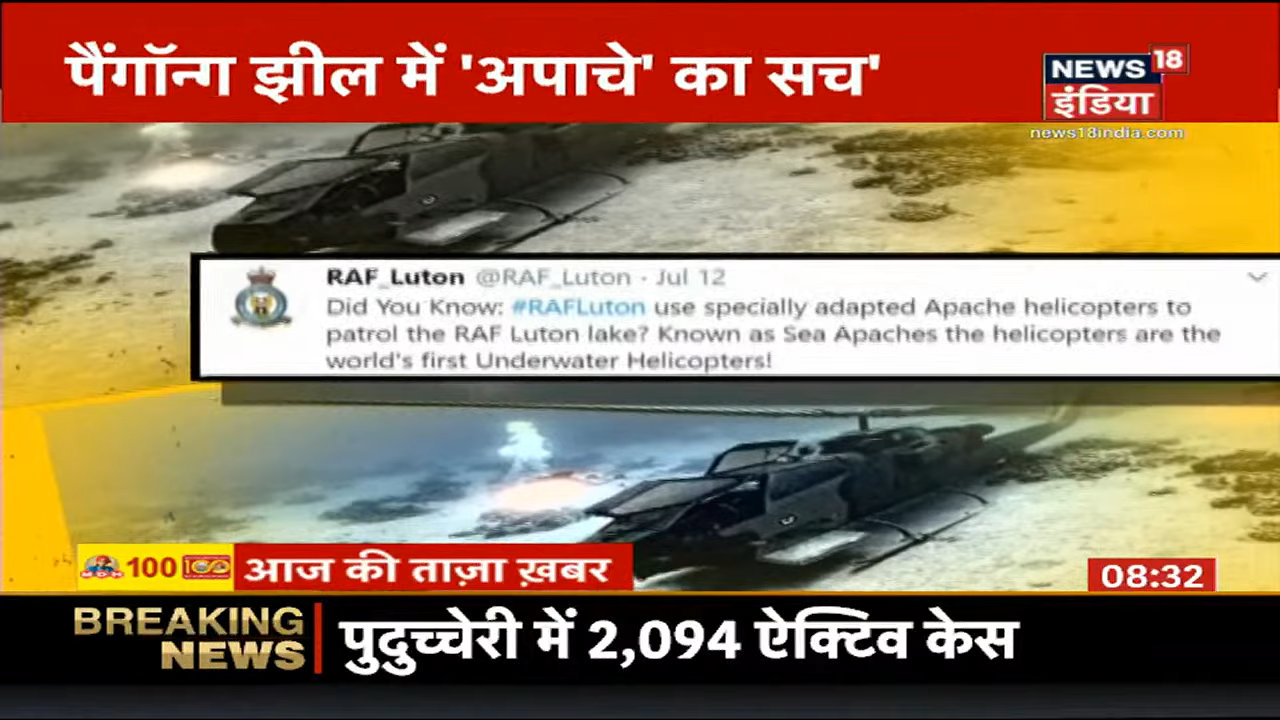 पैंगॉन्ग झील में 'अपाचे' का सच'
NEWS 18
इंडिया
news18india.com
RAF_Luton @RAF_Luton · Jul 12
Did You Know: #RAFLuton use specially adapted Apache helicopters to
patrol the RAF Luton lake? Known as Sea Apaches the helicopters are the
world's first Underwater Helicopters!
MDH 100 100 आज की ताज़ा ख़बर
08:32
BREAKING
NEWS
पुदुच्चेरी में 2,094 ऐक्टिव केस